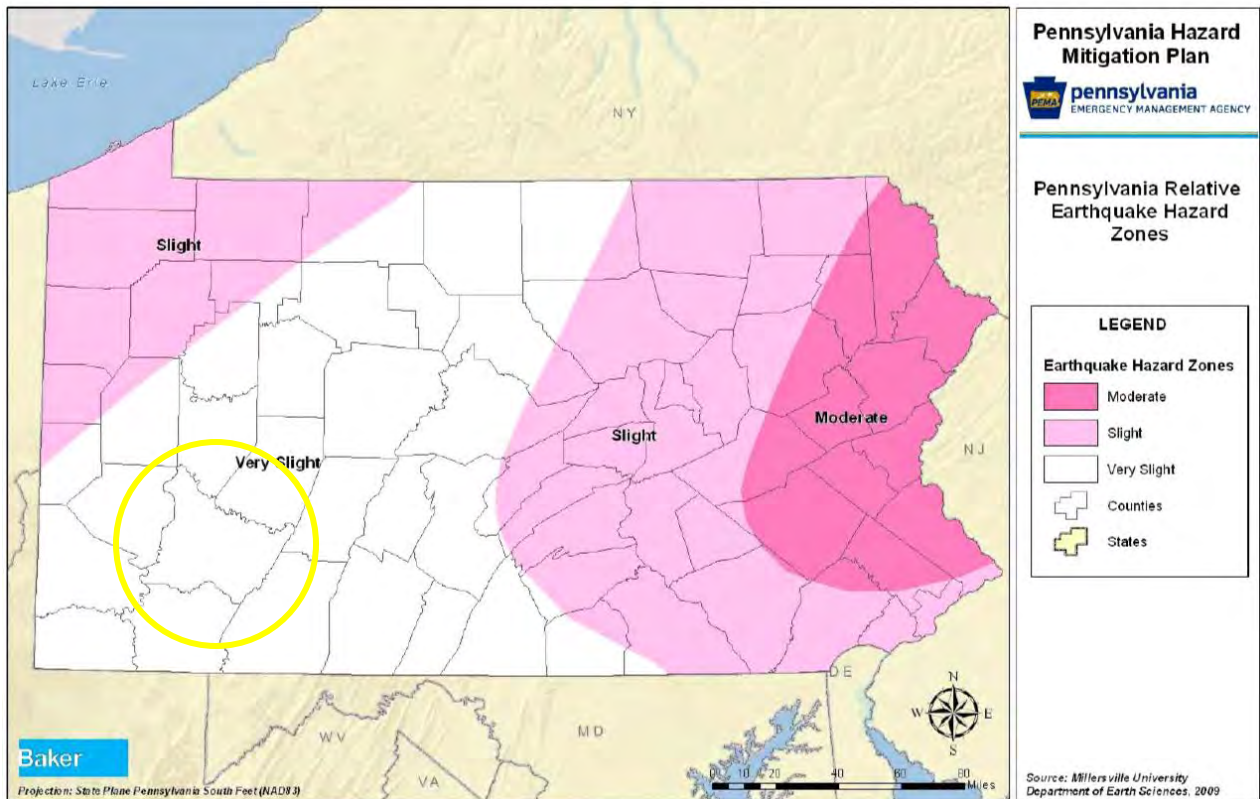 Lake Erie
NY
Slight
Very Slight
Slight
Moderate
NJ
DE
WV
MD
VA
N
W
E
S
0 10 20 40 60 80
Miles
Baker
Projection: State Plane Pennsylvania South Feet (NAD83)
Pennsylvania Hazard
Mitigation Plan
PEMA
pennsylvania
EMERGENCY MANAGEMENT AGENCY
Pennsylvania Relative
Earthquake Hazard
Zones
LEGEND
Earthquake Hazard Zones
Moderate
Slight
Very Slight
Counties
States
Source: Millersville University
Department of Earth Sciences, 2009